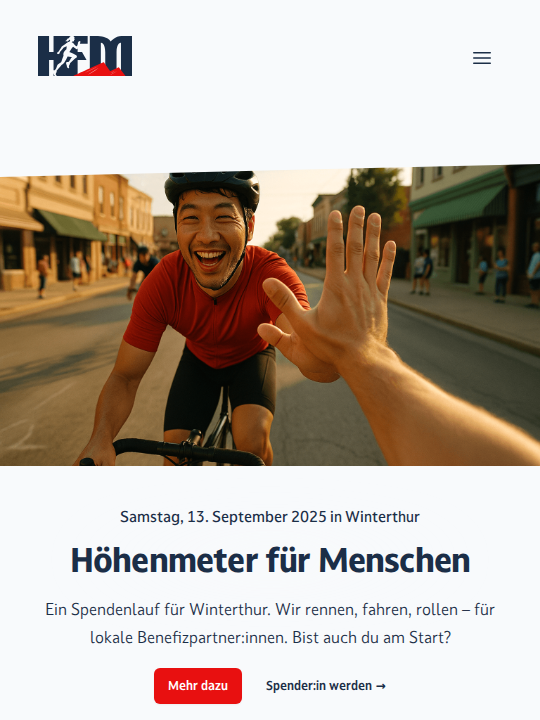 HFM
Samstag, 13. September 2025 in Winterthur
Höhenmeter für Menschen
Ein Spendenlauf für Winterthur. Wir rennen, fahren, rollen – für
lokale Benefizpartner:innen. Bist auch du am Start?
Mehr dazu
Spender:in werden →